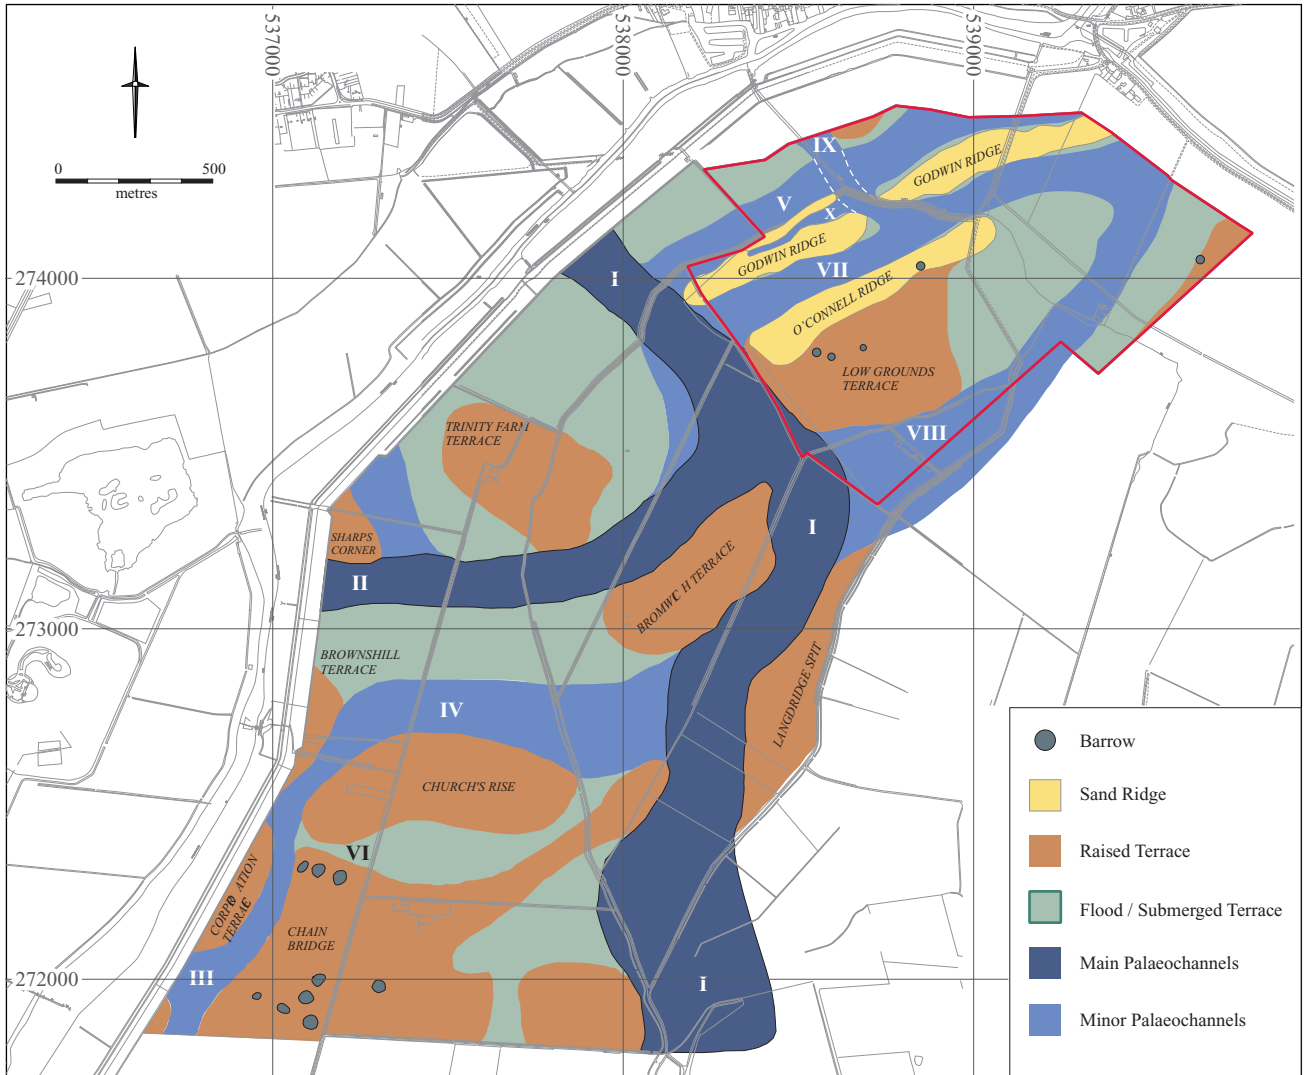 537000
538000
539000
0 500
metres
IX
GODWIN RIDGE
V
X
GODWIN RIDGE
VII
274000
I
O'CONNELL RIDGE
LOW GROUNDS
TERRACE
TRINITY FARM
TERRACE
VIII
SHARPS
CORNER
I
II
BROMWICH TERRACE
273000
BROWNSHILL
TERRACE
LANGDRIDGE SPIT
IV
CHURCH'S RISE
VI
CORPORATION
TERRACE
CHAIN
BRIDGE
272000
III
I
Barrow
Sand Ridge
Raised Terrace
Flood / Submerged Terrace
Main Palaeochannels
Minor Palaeochannels